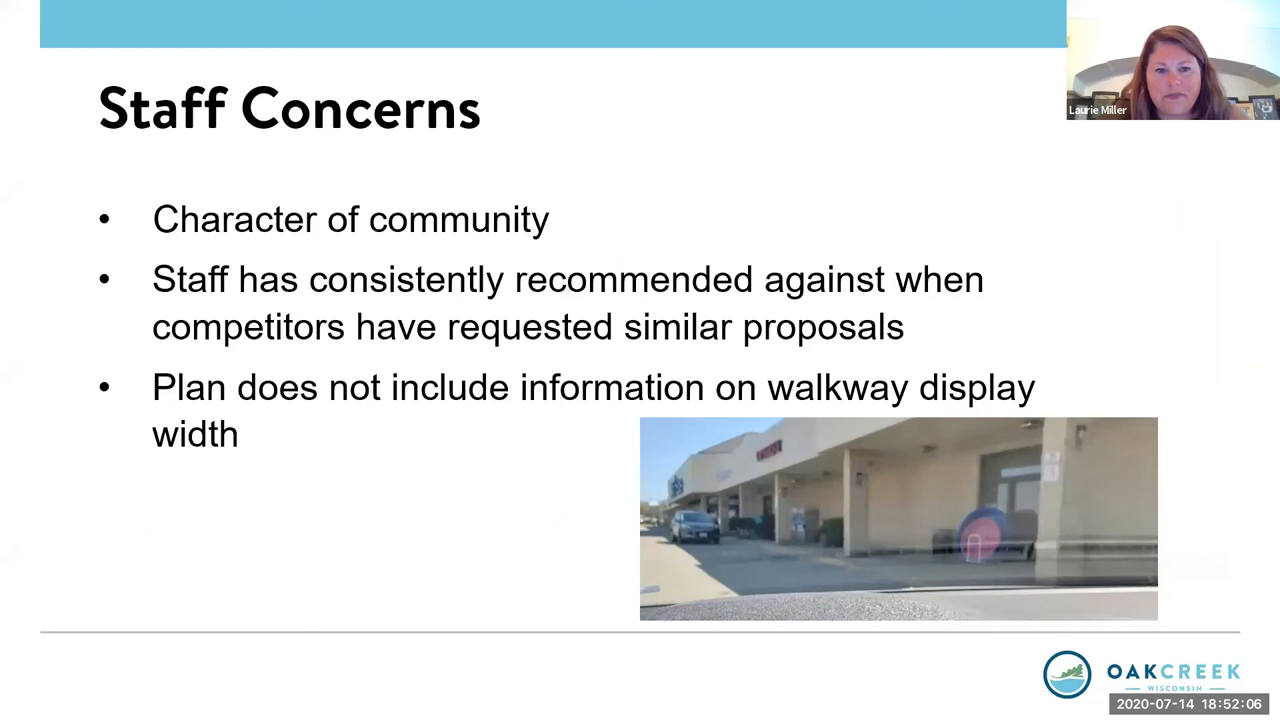 Laurie Miller
Staff Concerns
• Character of community
• Staff has consistently recommended against when
competitors have requested similar proposals
• Plan does not include information on walkway display
width
OAKCREEK
WISCONSIN
2020-07-14 18:52:06